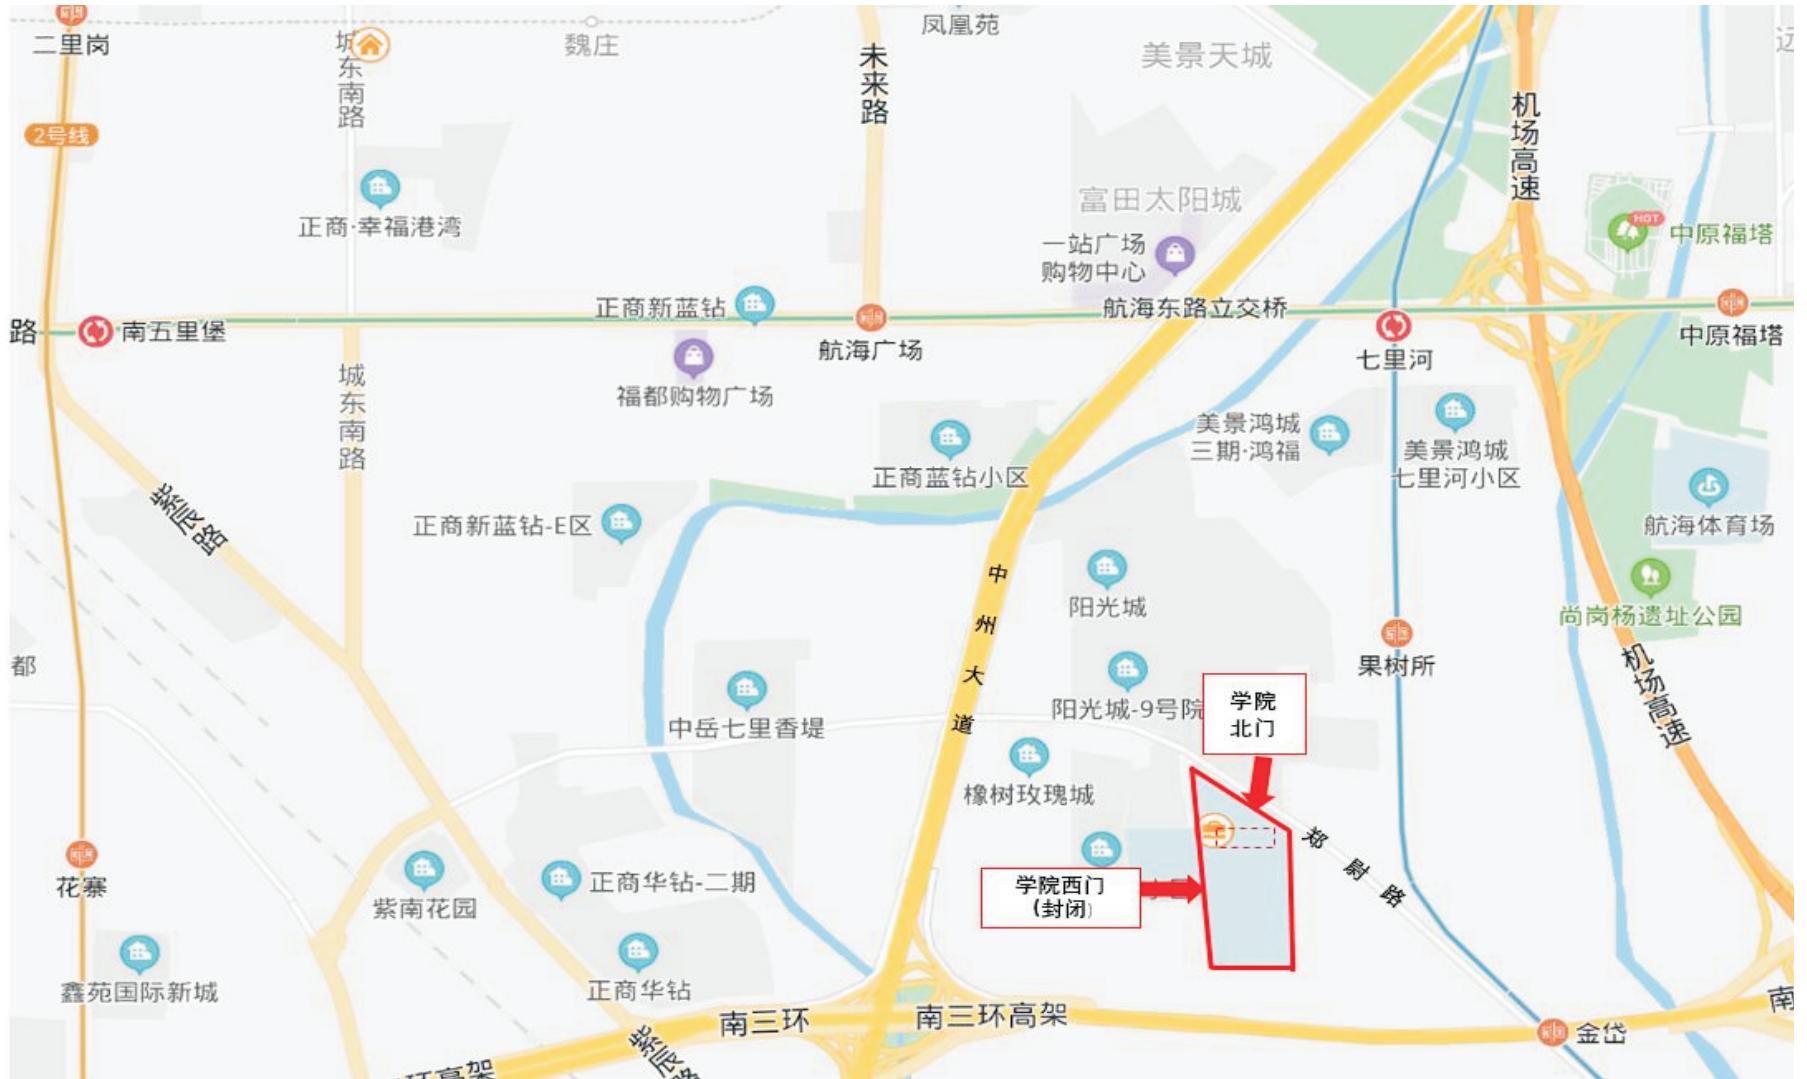 二里岗
城东南路
魏庄
凤凰苑
未来路
美景天城
机场高速
2号线
正商·幸福港湾
富田太阳城
一站广场
购物中心
HOT
中原福塔
正商新蓝钻
航海东路立交桥
路
南五里堡
航海广场
七里河
中原福塔
福都购物广场
城东南路
美景鸿城
三期·鸿福
美景鸿城
七里河小区
正商蓝钻小区
紫辰路
正商新蓝钻-E区
航海体育场
中州大道
阳光城
尚岗杨遗址公园
都
果树所
机场高速
阳光城-9号院
学院
北门
中岳七里香堤
橡树玫瑰城
郑尉路
花寨
紫南花园
正商华钻-二期
学院西门
(封闭)
鑫苑国际新城
正商华钻
南三环
南三环高架
金岱
南
紫辰路
环高架